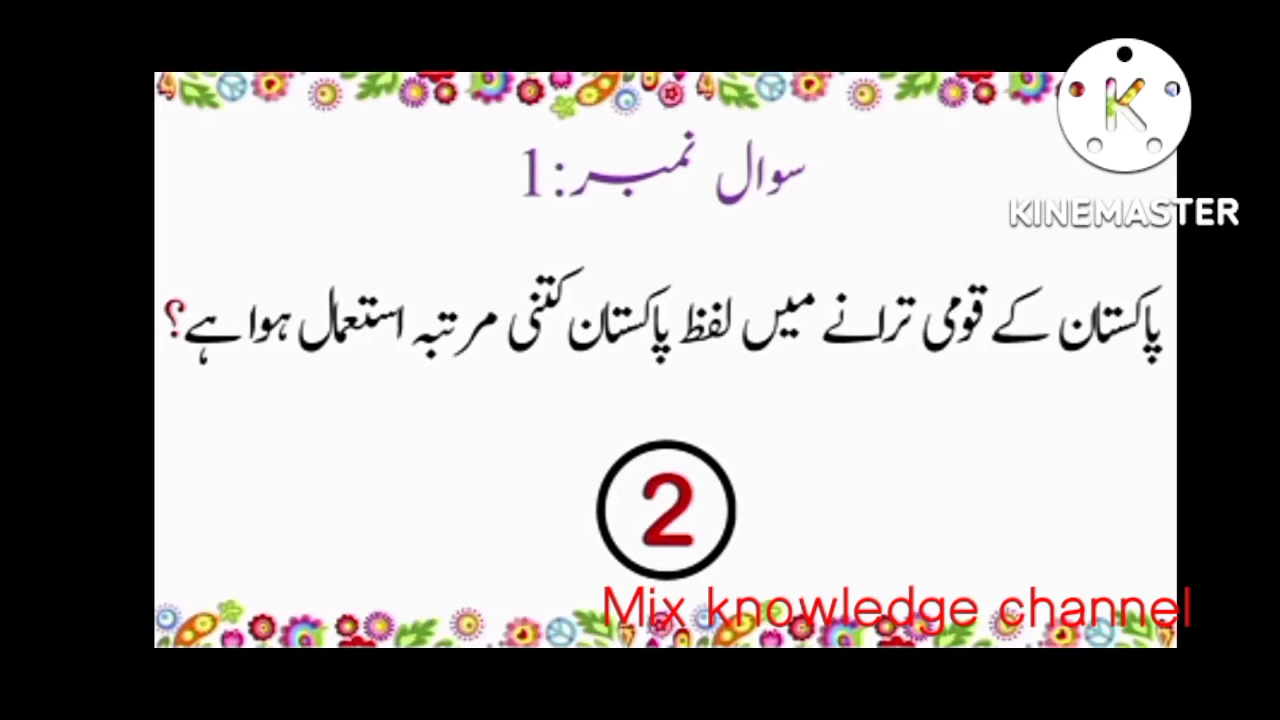 K
KINEMASTER
سوال نمبر:1
پاکستان کے قومی ترانے میں لفظ پاکستان کتنی مرتبہ استعمال ہوا ہے؟
2
Mix knowledge channel